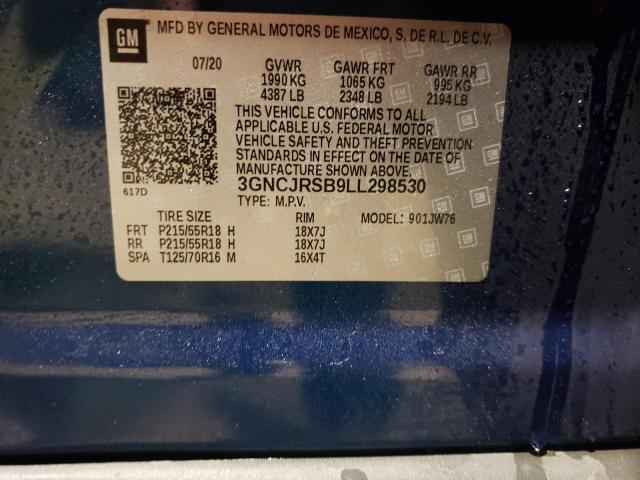 GM
MFD BY GENERAL MOTORS DE MEXICO, S. DE R.L. DE C.V.
07/20 GVWR GAWR FRT GAWR RR
1990 KG 1065 KG 995 KG
4387 LB 2348 LB 2194 LB
THIS VEHICLE CONFORMS TO ALL
APPLICABLE U.S. FEDERAL MOTOR
VEHICLE SAFETY AND THEFT PREVENTION
STANDARDS IN EFFECT ON THE DATE OF
MANUFACTURE SHOWN ABOVE.
617D
3GNCJRSB9LL298530
TYPE: M.P.V.
TIRE SIZE RIM MODEL: 901JW76
FRT P215/55R18 H 18X7J
RR P215/55R18 H 18X7J
SPA T125/70R16 M 16X4T